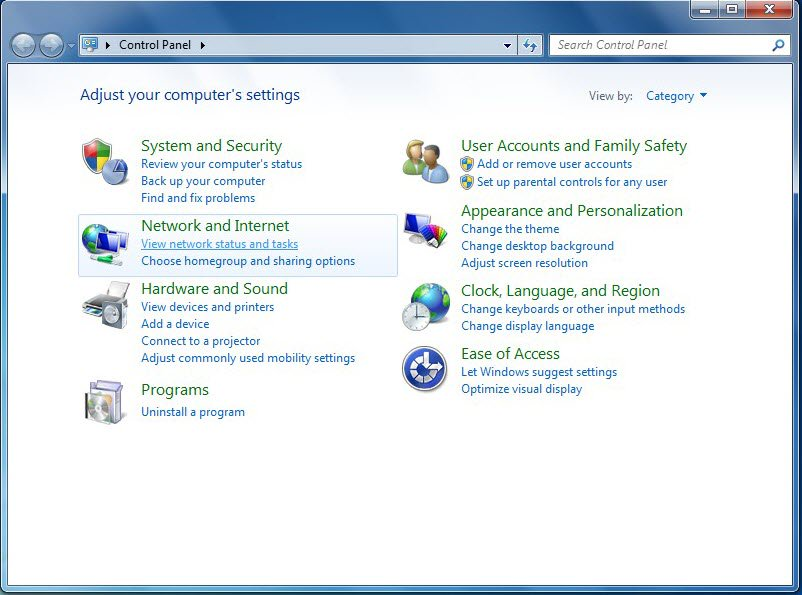 Control Panel
Search Control Panel
Adjust your computer's settings
View by: Category
System and Security
Review your computer's status
Back up your computer
Find and fix problems
Network and Internet
View network status and tasks
Choose homegroup and sharing options
Hardware and Sound
View devices and printers
Add a device
Connect to a projector
Adjust commonly used mobility settings
Programs
Uninstall a program
User Accounts and Family Safety
Add or remove user accounts
Set up parental controls for any user
Appearance and Personalization
Change the theme
Change desktop background
Adjust screen resolution
Clock, Language, and Region
Change keyboards or other input methods
Change display language
Ease of Access
Let Windows suggest settings
Optimize visual display